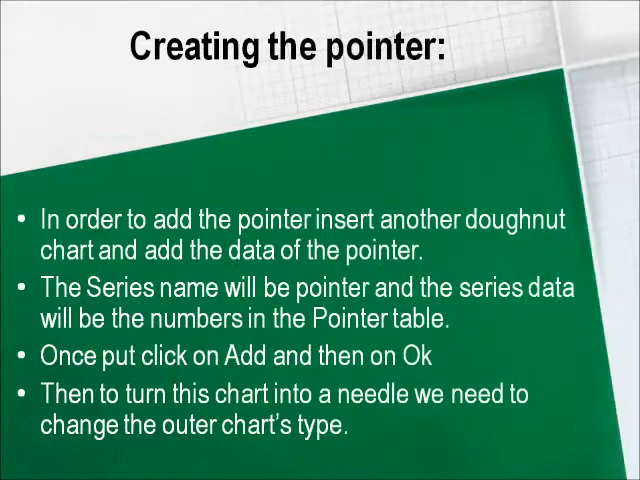 Creating the pointer:
• In order to add the pointer insert another doughnut
chart and add the data of the pointer.
• The Series name will be pointer and the series data
will be the numbers in the Pointer table.
• Once put click on Add and then on Ok
• Then to turn this chart into a needle we need to
change the outer chart’s type.